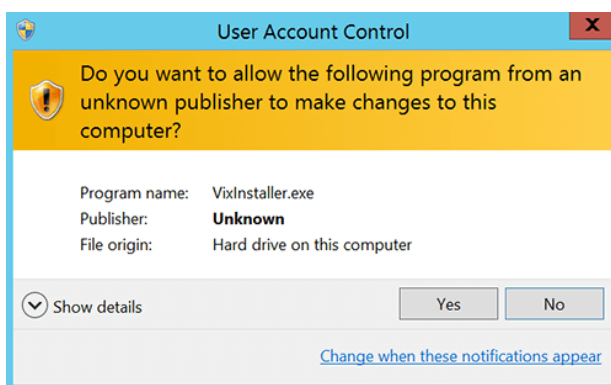 User Account Control
Do you want to allow the following program from an
unknown publisher to make changes to this
computer?
Program name: VixInstaller.exe
Publisher: Unknown
File origin: Hard drive on this computer
Show details
Yes
No
Change when these notifications appear